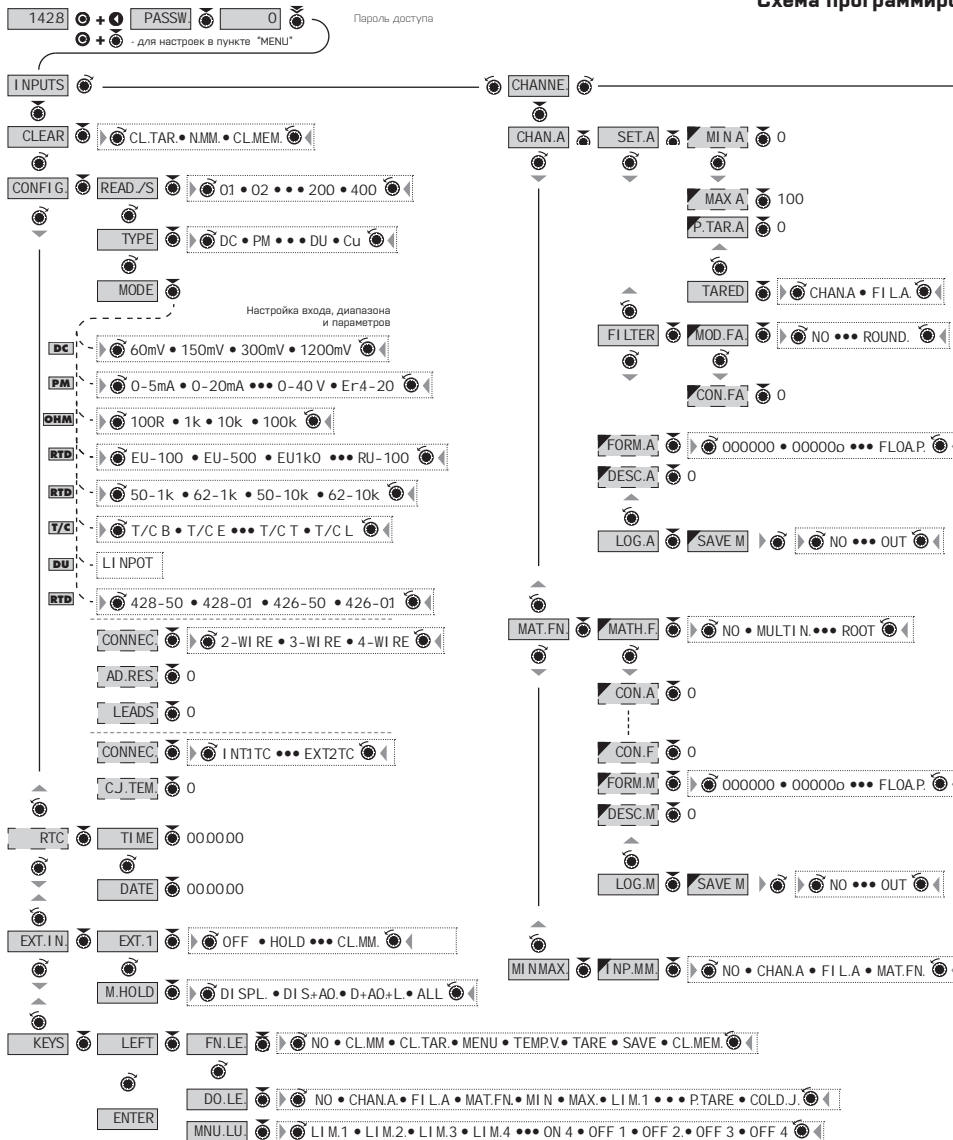 Схема программиро
1428 + PASSW. 0 Пароль доступа
+ - для настроек в пункте "MENU"
INPUTS CHANNE.
CLEAR CL.TAR. • N.MM. • CL.MEM. CHAN.A SET.A MIN A 0
CONFIG. READ./S 01 • 02 • • • 200 • 400
MAX A 100
TYPE DC • PM • • • DU • Cu P.TAR.A 0
MODE TARED CHAN.A • FIL.A.
Настройка входа, диапазона
и параметров
FILTER MOD.FA. NO ••• ROUND.
DC 60mV • 150mV • 300mV • 1200mV
PM 0-5mA • 0-20mA ••• 0-40 V • Er4-20 CON.FA 0
OHM 100R • 1k • 10k • 100k
RTD EU-100 • EU-500 • EU1k0 ••• RU-100 FORM.A 000000 • 00000o ••• FLOA.P.
RTD 50-1k • 62-1k • 50-10k • 62-10k DESC.A 0
T/C T/C B • T/C E ••• T/C T • T/C L LOG.A SAVE M NO ••• OUT
DU LINPOT
RTD 428-50 • 428-01 • 426-50 • 426-01
CONNEC. 2-WIRE • 3-WIRE • 4-WIRE MAT.FN. MATH.F. NO • MULTIN. ••• ROOT
AD.RES. 0
LEADS 0 CON.A 0
CONNEC. INT.1TC ••• EXT.2TC CON.F 0
C.J.TEM. 0 FORM.M 000000 • 00000o ••• FLOA.P.
DESC.M 0
RTC TIME 00.00.00
DATE 00.00.00 LOG.M SAVE M NO ••• OUT
EXT.IN. EXT.1 OFF • HOLD ••• CL.MM.
M.HOLD DISPL. • DIS+AO. • D+AO.+L. • ALL MINMAX. INP.MM. NO • CHAN.A • FIL.A • MAT.FN.
KEYS LEFT FN.LE. NO • CL.MM • CL.TAR. • MENU • TEMP.V. • TARE • SAVE • CL.MEM.
DO.LE. NO • CHAN.A. • FIL.A • MAT.FN. • MIN • MAX. • LIM.1 • • • P.TARE • COLD.J.
ENTER
MNU.LU. LIM.1 • LIM.2. • LIM.3 • LIM.4 ••• ON 4 • OFF 1 • OFF 2. • OFF 3 • OFF 4